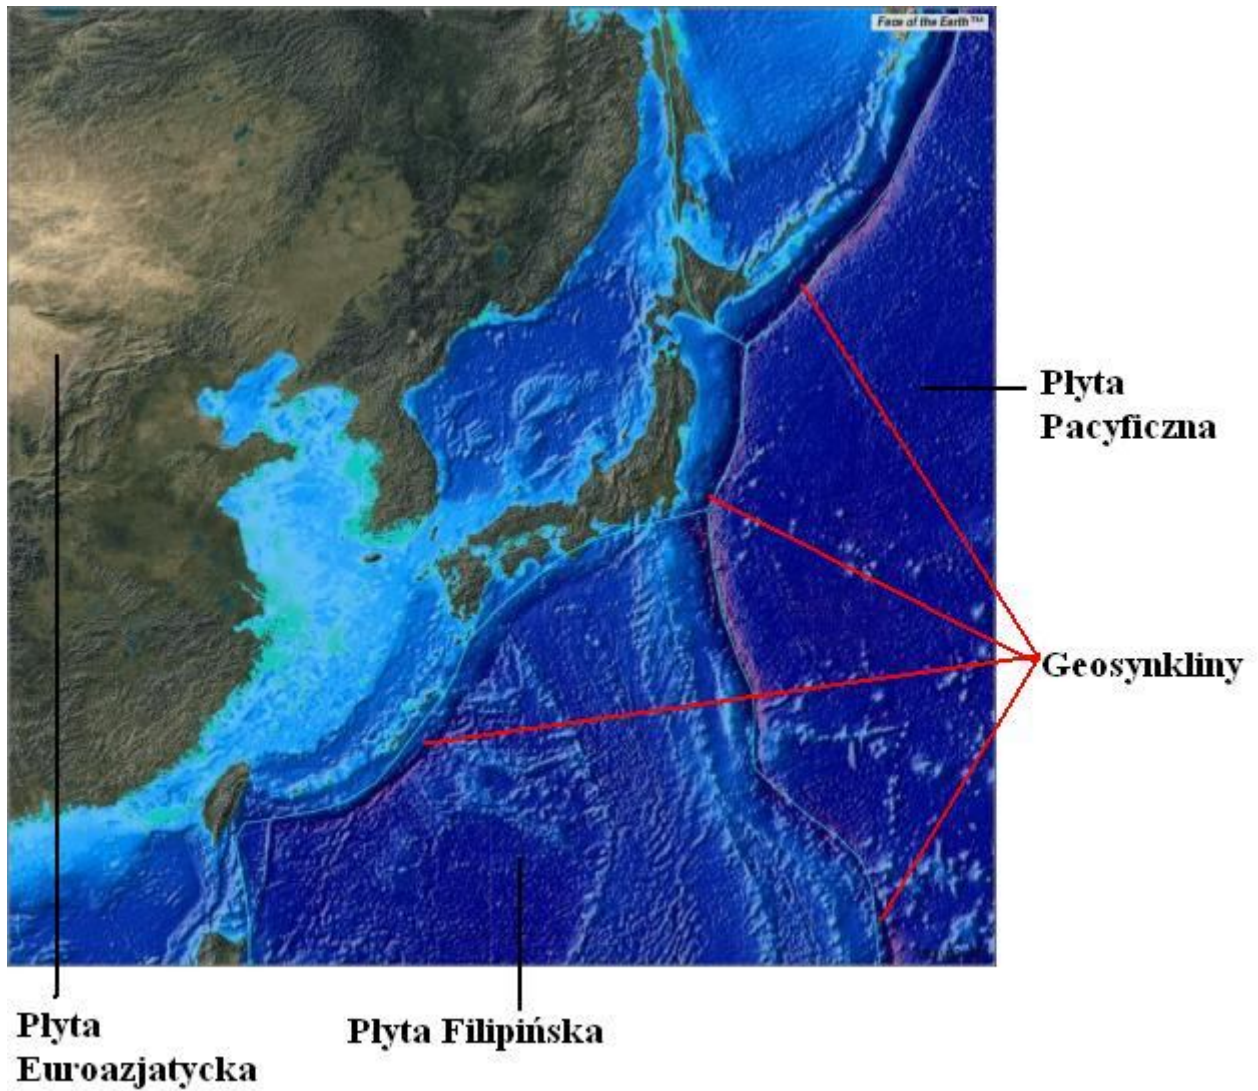 Face of the Earth™
Płyta
Pacyficzna
Geosynkliny
Płyta
Euroazjatycka
Płyta Filipińska